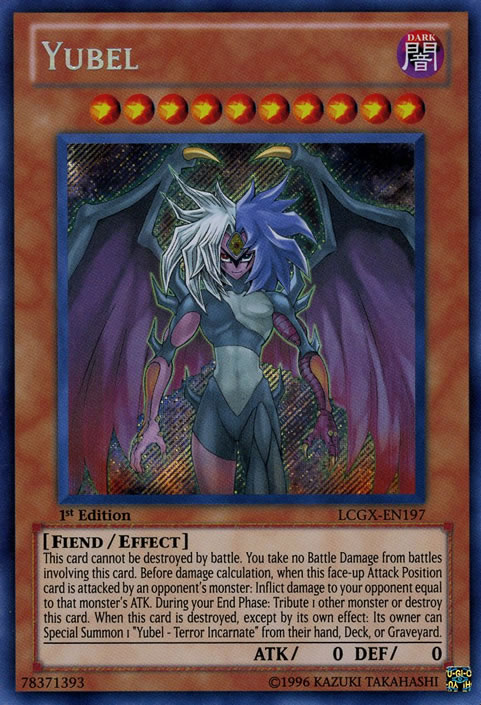 YUBEL
DARK
闇
1st Edition
LCGX-EN197
[FIEND / EFFECT]
This card cannot be destroyed by battle. You take no Battle Damage from battles
involving this card. Before damage calculation, when this face-up Attack Position
card is attacked by an opponent's monster: Inflict damage to your opponent equal
to that monster's ATK. During your End Phase: Tribute 1 other monster or destroy
this card. When this card is destroyed, except by its own effect: Its owner can
Special Summon 1 "Yubel - Terror Incarnate" from their hand, Deck, or Graveyard.
ATK/ 0 DEF/ 0
78371393
©1996 KAZUKI TAKAHASHI